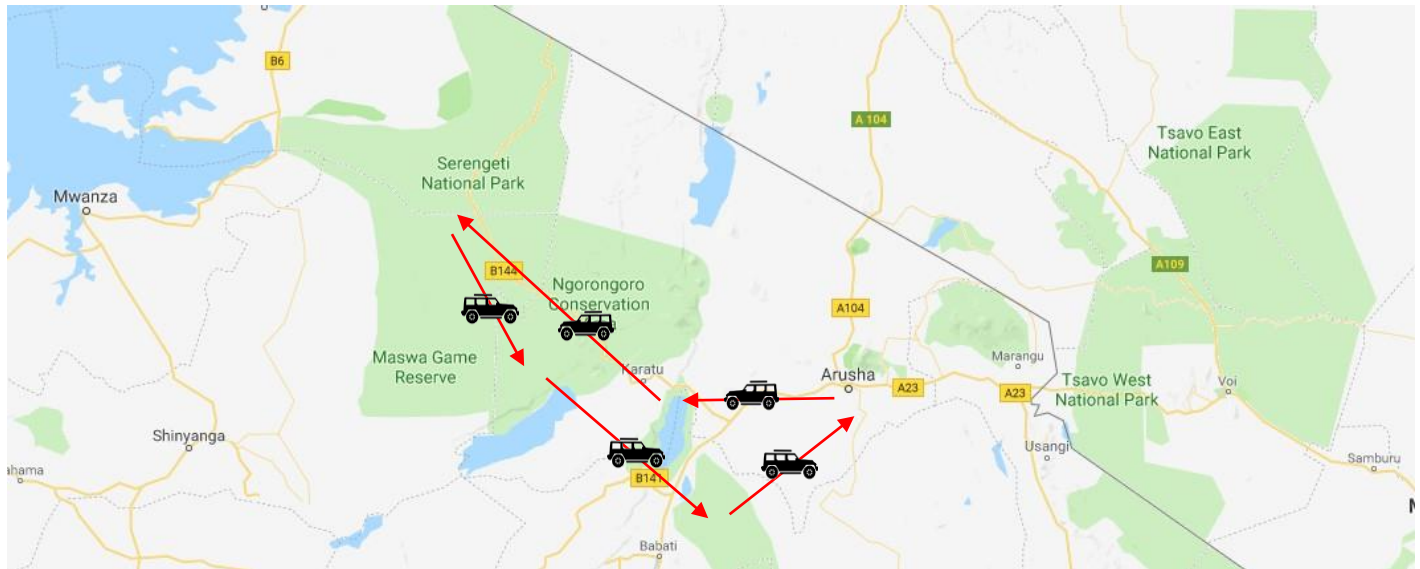 B6
A 104
Tsavo East
National Park
Serengeti
National Park
Mwanza
A109
B144
Ngorongoro
Conservation
A104
Maswa Game
Reserve
Karatu
Arusha
Marangu
A23
A23
Tsavo West
National Park
Voi
Shinyanga
Usangi
Samburu
ahama
B141
Babati
M